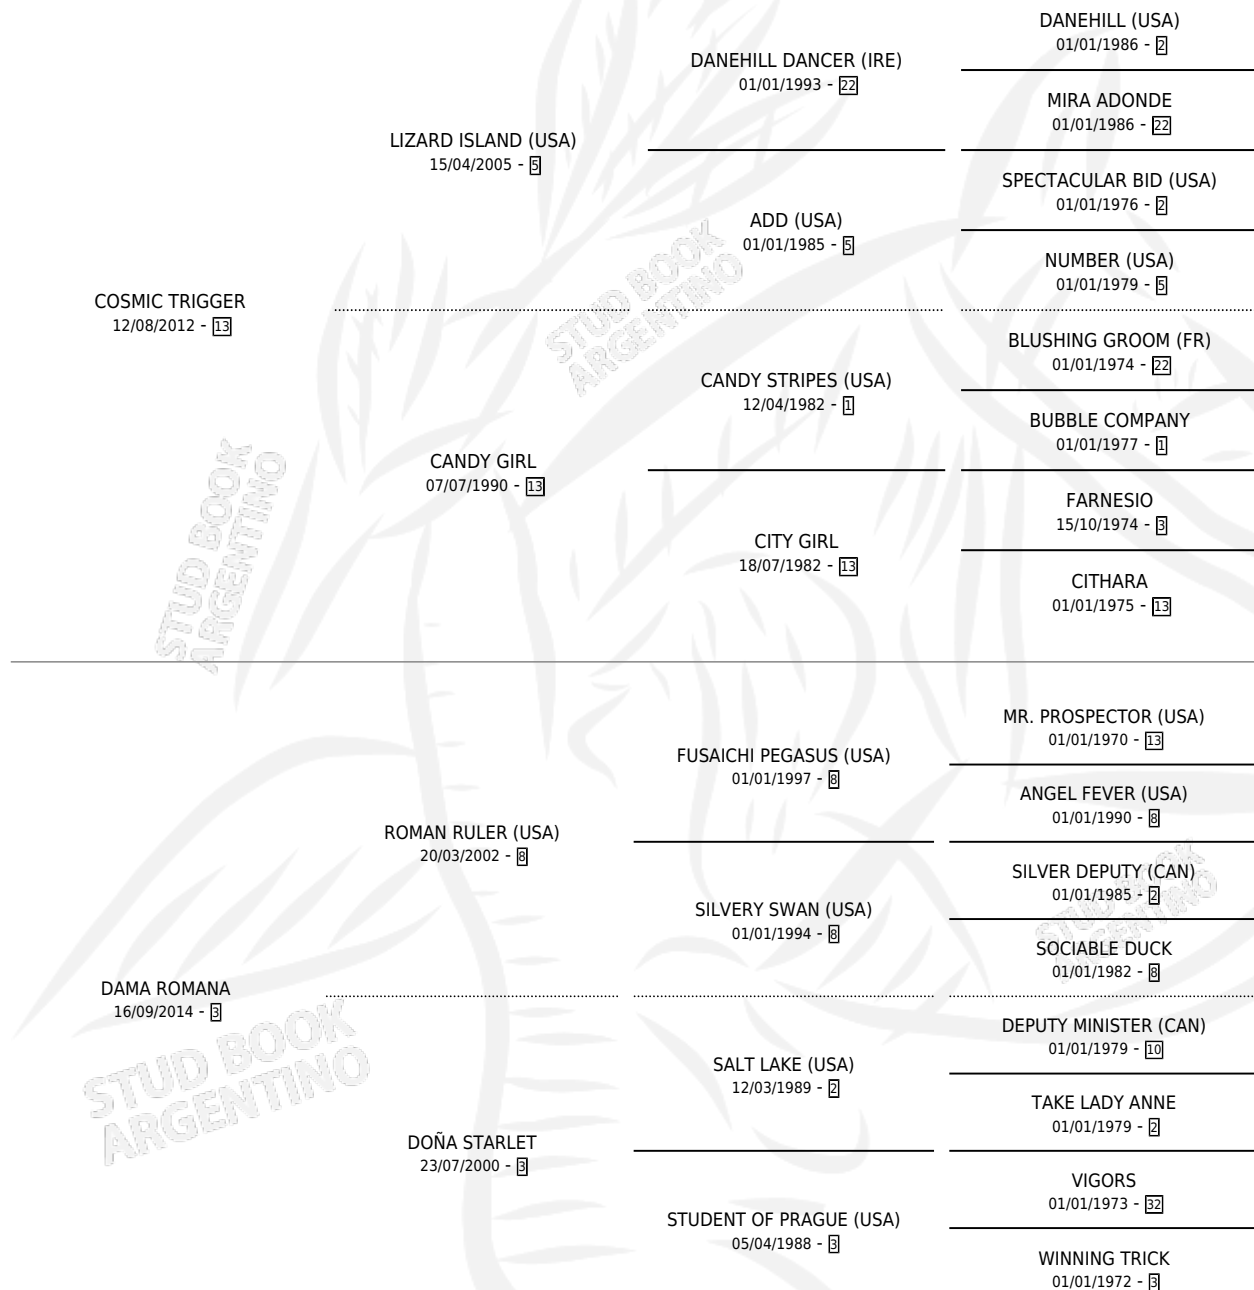 DANEHILL (USA)
01/01/1986 - 2
DANEHILL DANCER (IRE)
01/01/1993 - 22
MIRA ADONDE
01/01/1986 - 22
LIZARD ISLAND (USA)
15/04/2005 - 5
SPECTACULAR BID (USA)
01/01/1976 - 2
ADD (USA)
01/01/1985 - 5
NUMBER (USA)
01/01/1979 - 5
COSMIC TRIGGER
12/08/2012 - 13
BLUSHING GROOM (FR)
01/01/1974 - 22
CANDY STRIPES (USA)
12/04/1982 - 1
BUBBLE COMPANY
01/01/1977 - 1
CANDY GIRL
07/07/1990 - 13
FARNESIO
15/10/1974 - 3
CITY GIRL
18/07/1982 - 13
CITHARA
01/01/1975 - 13
MR. PROSPECTOR (USA)
01/01/1970 - 13
FUSAICHI PEGASUS (USA)
01/01/1997 - 8
ANGEL FEVER (USA)
01/01/1990 - 8
ROMAN RULER (USA)
20/03/2002 - 8
SILVER DEPUTY (CAN)
01/01/1985 - 2
SILVERY SWAN (USA)
01/01/1994 - 8
SOCIABLE DUCK
01/01/1982 - 8
DAMA ROMANA
16/09/2014 - 3
DEPUTY MINISTER (CAN)
01/01/1979 - 10
SALT LAKE (USA)
12/03/1989 - 2
TAKE LADY ANNE
01/01/1979 - 2
DOÑA STARLET
23/07/2000 - 3
VIGORS
01/01/1973 - 32
STUDENT OF PRAGUE (USA)
05/04/1988 - 3
WINNING TRICK
01/01/1972 - 3
STUD BOOK
ARGENTINO
STUD BOOK
ARGENTINO
STUD BOOK
ARGENTINO
STUD BOOK
ARGENTINO